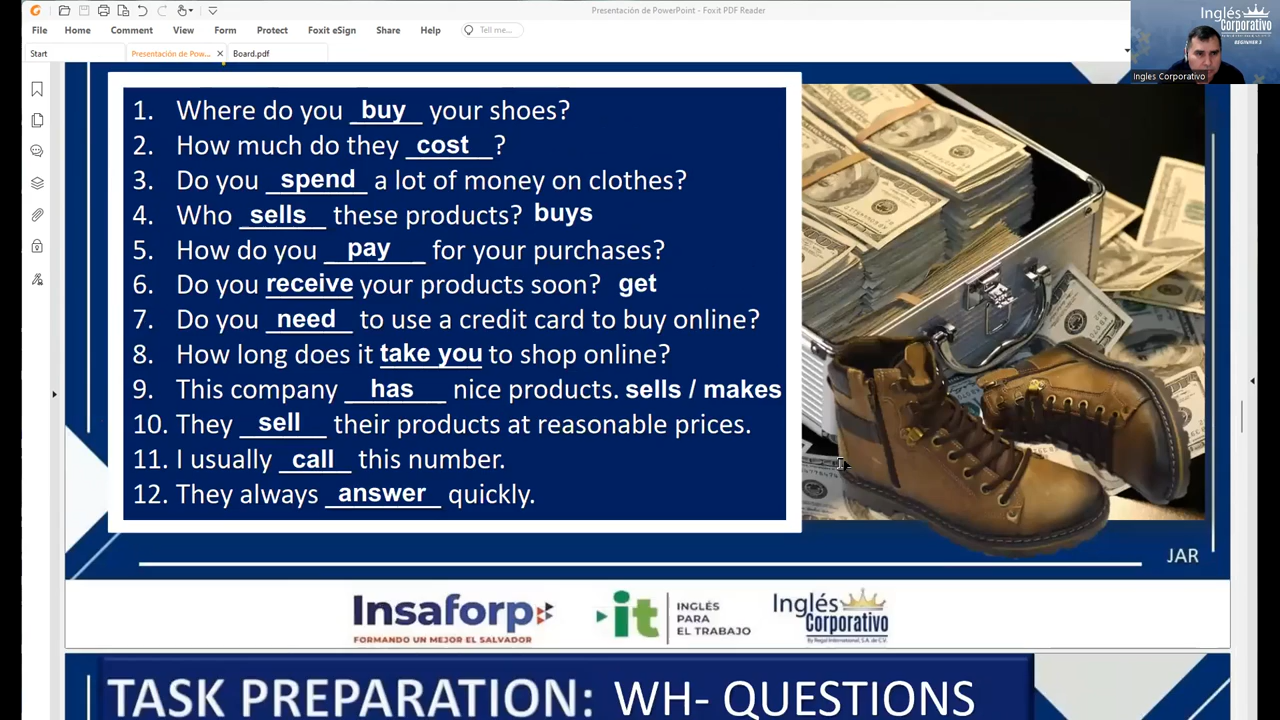 Presentación de PowerPoint - Foxit PDF Reader
File Home Comment View Form Protect Foxit eSign Share Help Tell me...
Start Presentación de Pow... Board.pdf
Inglés
Corporativo
BEGINNER 2
Ingles Corporativo
1. Where do you buy your shoes?
2. How much do they cost ?
3. Do you spend a lot of money on clothes?
4. Who sells these products? buys
5. How do you pay for your purchases?
6. Do you receive your products soon? get
7. Do you need to use a credit card to buy online?
8. How long does it take you to shop online?
9. This company has nice products. sells / makes
10. They sell their products at reasonable prices.
11. I usually call this number.
12. They always answer quickly.
JAR
Insaforp
FORMANDO UN MEJOR EL SALVADOR
it INGLÉS
PARA
EL TRABAJO
Inglés
Corporativo
By Regal International, S.A. de C.V.
TASK PREPARATION: WH- QUESTIONS